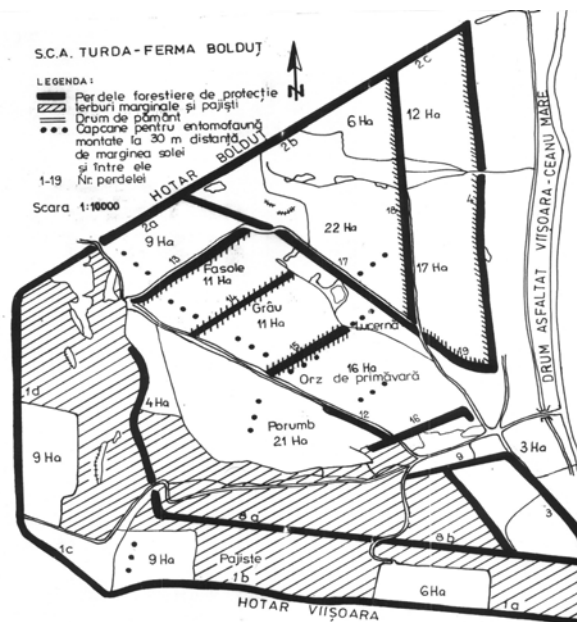 S.C.A. TURDA-FERMA BOLDUȚ
LEGENDA:
Perdele forestiere de protecție
Ierburi marginale și pajiști
Drum de pământ
Capcane pentru entomofaună
montate la 30 m distanță
de marginea solei
și între ele
1-19 Nr. perdelei
Scara 1:10000
N
HOTAR BOLDUȚ
2c
2b
2a
6 Ha
12 Ha
9 Ha
22 Ha
18
17 Ha
17
13
Fasole
11 Ha
14
Grâu
11 Ha
Lucernă
15
16 Ha
Orz de primăvară
19
DRUM ASFALTAT VIIȘOARA-CEANU MARE
1d
4 Ha
12
16
Porumb
21 Ha
9 Ha
9
3 Ha
3
8a
8b
1c
9 Ha
Pajiste
1b
6 Ha
1a
HOTAR VIIȘOARA